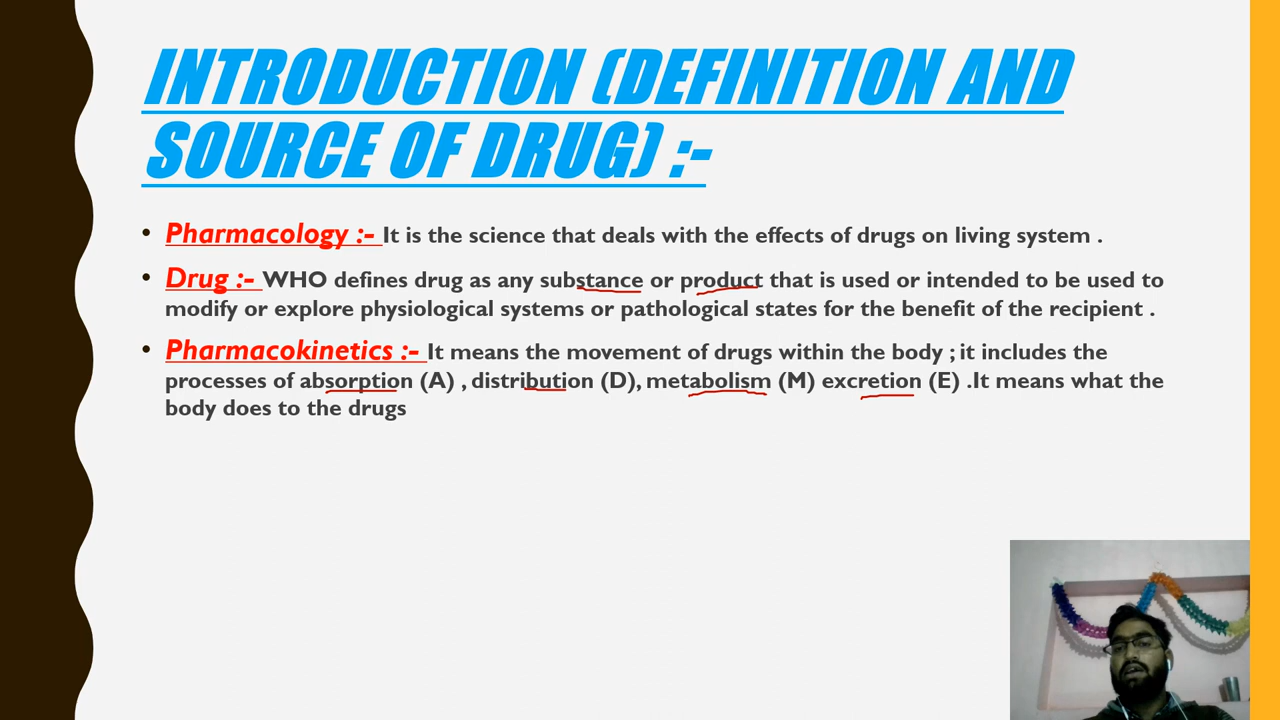 INTRODUCTION (DEFINITION AND
SOURCE OF DRUG) :-
• Pharmacology :- It is the science that deals with the effects of drugs on living system .
• Drug :- WHO defines drug as any substance or product that is used or intended to be used to
modify or explore physiological systems or pathological states for the benefit of the recipient .
• Pharmacokinetics :- It means the movement of drugs within the body ; it includes the
processes of absorption (A) , distribution (D), metabolism (M) excretion (E) .It means what the
body does to the drugs